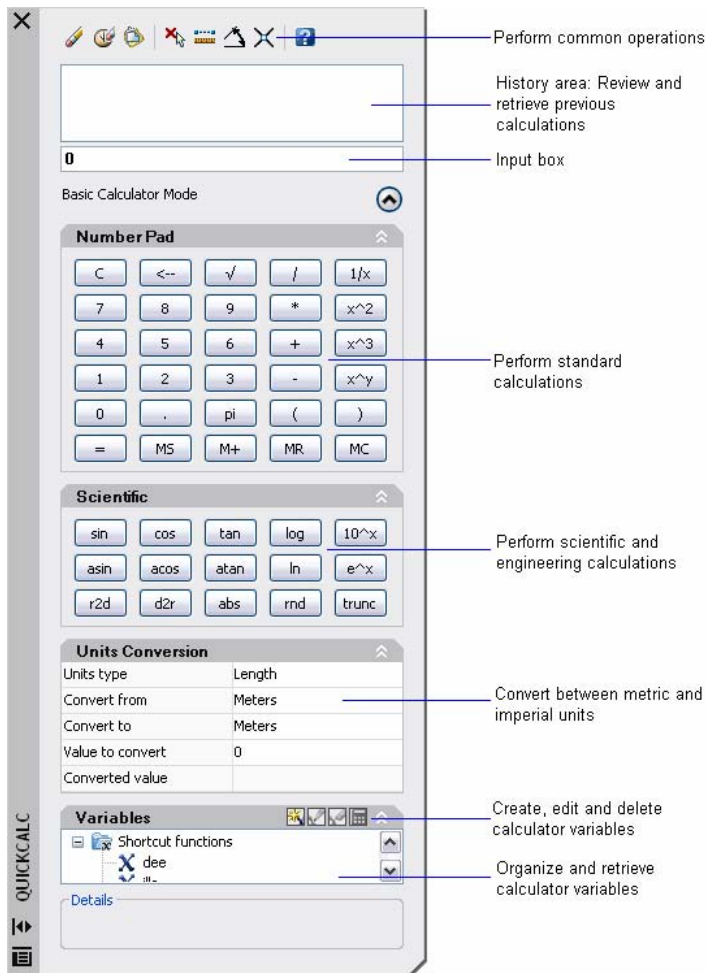 Perform common operations
History area: Review and
retrieve previous
calculations
0
Input box
Basic Calculator Mode
Number Pad
C <-- √ / 1/x
7 8 9 * x^2
4 5 6 + x^3
1 2 3 - x^y
0 . pi ( )
= MS M+ MR MC
Perform standard
calculations
Scientific
sin cos tan log 10^x
asin acos atan ln e^x
r2d d2r abs rnd trunc
Perform scientific and
engineering calculations
Units Conversion
Units type Length
Convert from Meters
Convert to Meters
Value to convert 0
Converted value
Convert between metric and
imperial units
Variables
Shortcut functions
dee
Create, edit and delete
calculator variables
Organize and retrieve
calculator variables
Details
QUICKCALC